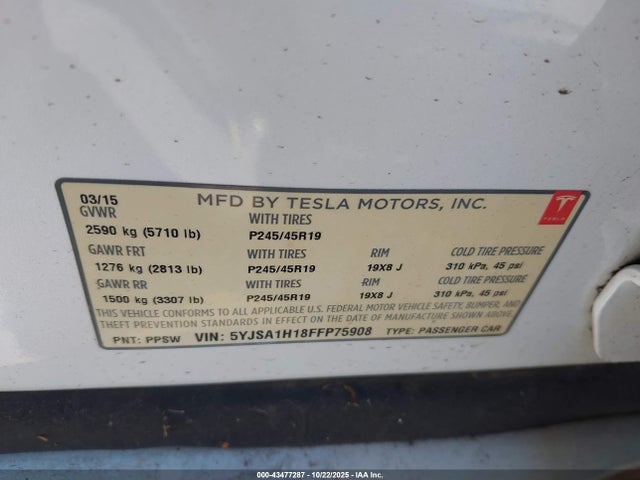 03/15 MFD BY TESLA MOTORS, INC.
GVWR WITH TIRES
2590 kg (5710 lb) P245/45R19
GAWR FRT WITH TIRES RIM COLD TIRE PRESSURE
1276 kg (2813 lb) P245/45R19 19X8 J 310 kPa, 45 psi
GAWR RR WITH TIRES RIM COLD TIRE PRESSURE
1500 kg (3307 lb) P245/45R19 19X8 J 310 kPa, 45 psi
THIS VEHICLE CONFORMS TO ALL APPLICABLE U.S. FEDERAL MOTOR VEHICLE SAFETY, BUMPER, AND
THEFT PREVENTION STANDARDS IN EFFECT ON THE DATE OF MANUFACTURE SHOWN ABOVE.
PNT: PPSW VIN: 5YJSA1H18FFP75908 TYPE: PASSENGER CAR
TESLA
000-43477287 - 10/22/2025 - IAA Inc.